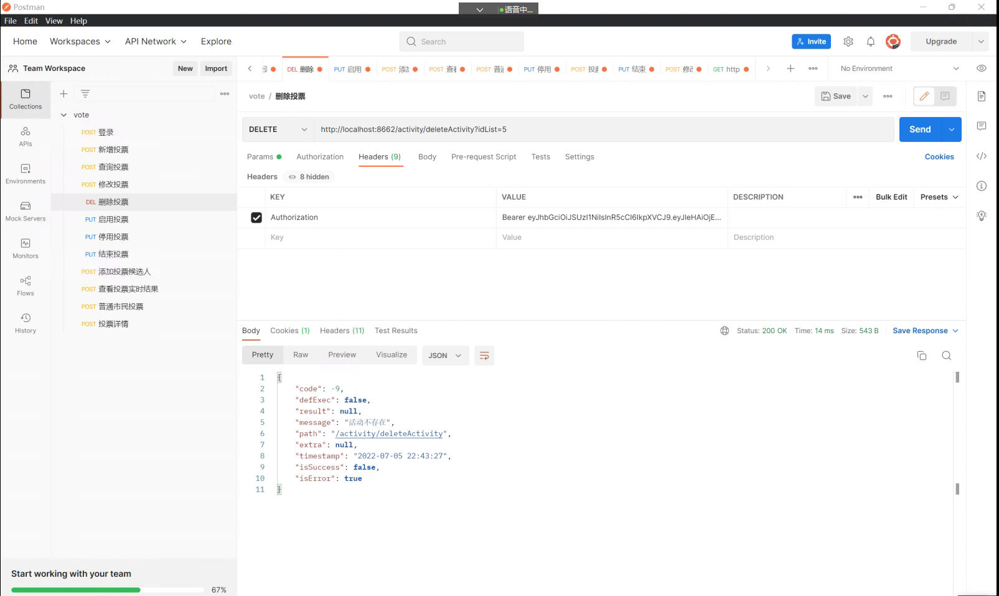 Postman
语音中...
File Edit View Help
Home Workspaces API Network Explore
Search
Invite
Upgrade
Team Workspace
New Import
DEL 删除
PUT 启用
POST 添
POST 查
POST 普
PUT 停用
POST 投
PUT 结束
POST 修
GET http
No Environment
vote / 删除投票
Save
Collections
APIs
Environments
Mock Servers
Monitors
Flows
History
vote
POST 登录
POST 新增投票
POST 查询投票
POST 修改投票
DEL 删除投票
PUT 启用投票
PUT 停用投票
PUT 结束投票
POST 添加投票候选人
POST 查看投票实时结果
POST 普通市民投票
POST 投票详情
DELETE http://localhost:8662/activity/deleteActivity?idList=5
Send
Params Authorization Headers (9) Body Pre-request Script Tests Settings
Cookies
Headers 8 hidden
KEY VALUE DESCRIPTION
Bulk Edit Presets
Authorization Bearer eyJhbGciOiJSUzI1NiIsInR5cCI6IkpXVCJ9.eyJleHAiOjE...
Key Value Description
Body Cookies (1) Headers (11) Test Results
Status: 200 OK Time: 14 ms Size: 543 B Save Response
Pretty Raw Preview Visualize JSON
1 {
2 "code": -9,
3 "defExec": false,
4 "result": null,
5 "message": "活动不存在",
6 "path": "/activity/deleteActivity",
7 "extra": null,
8 "timestamp": "2022-07-05 22:43:27",
9 "isSuccess": false,
10 "isError": true
11 }
Start working with your team
67%